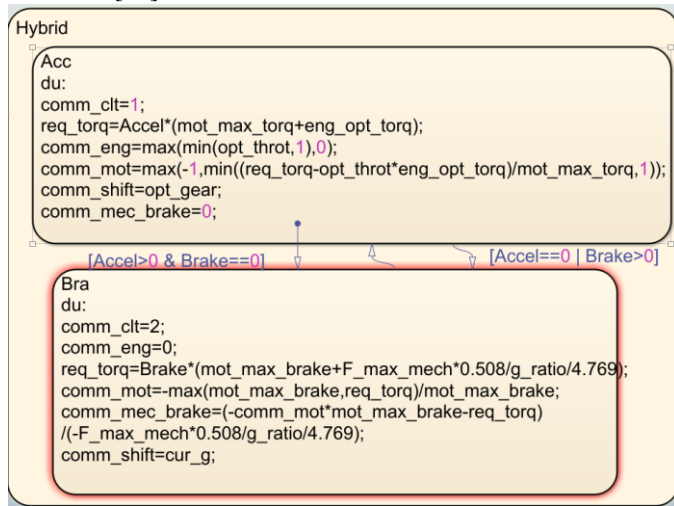 Hybrid
Acc
du:
comm_clt=1;
req_torq=Accel*(mot_max_torq+eng_opt_torq);
comm_eng=max(min(opt_throt,1),0);
comm_mot=max(-1,min((req_torq-opt_throt*eng_opt_torq)/mot_max_torq,1));
comm_shift=opt_gear;
comm_mec_brake=0;
[Accel>0 & Brake==0]
[Accel==0 | Brake>0]
Bra
du:
comm_clt=2;
comm_eng=0;
req_torq=Brake*(mot_max_brake+F_max_mech*0.508/g_ratio/4.769);
comm_mot=-max(mot_max_brake,req_torq)/mot_max_brake;
comm_mec_brake=(-comm_mot*mot_max_brake-req_torq)
/(-F_max_mech*0.508/g_ratio/4.769);
comm_shift=cur_g;